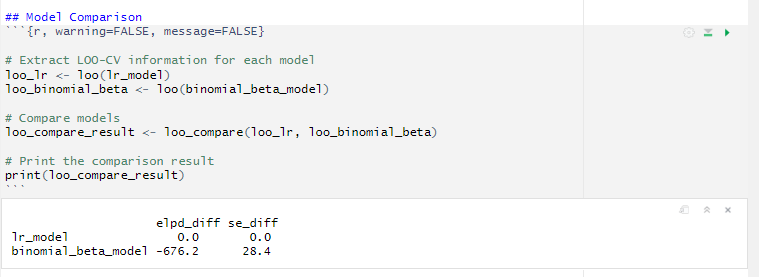 ## Model Comparison
```{r, warning=FALSE, message=FALSE}
# Extract LOO-CV information for each model
loo_lr <- loo(lr_model)
loo_binomial_beta <- loo(binomial_beta_model)
# Compare models
loo_compare_result <- loo_compare(loo_lr, loo_binomial_beta)
# Print the comparison result
print(loo_compare_result)
```
elpd_diff se_diff
lr_model 0.0 0.0
binomial_beta_model -676.2 28.4